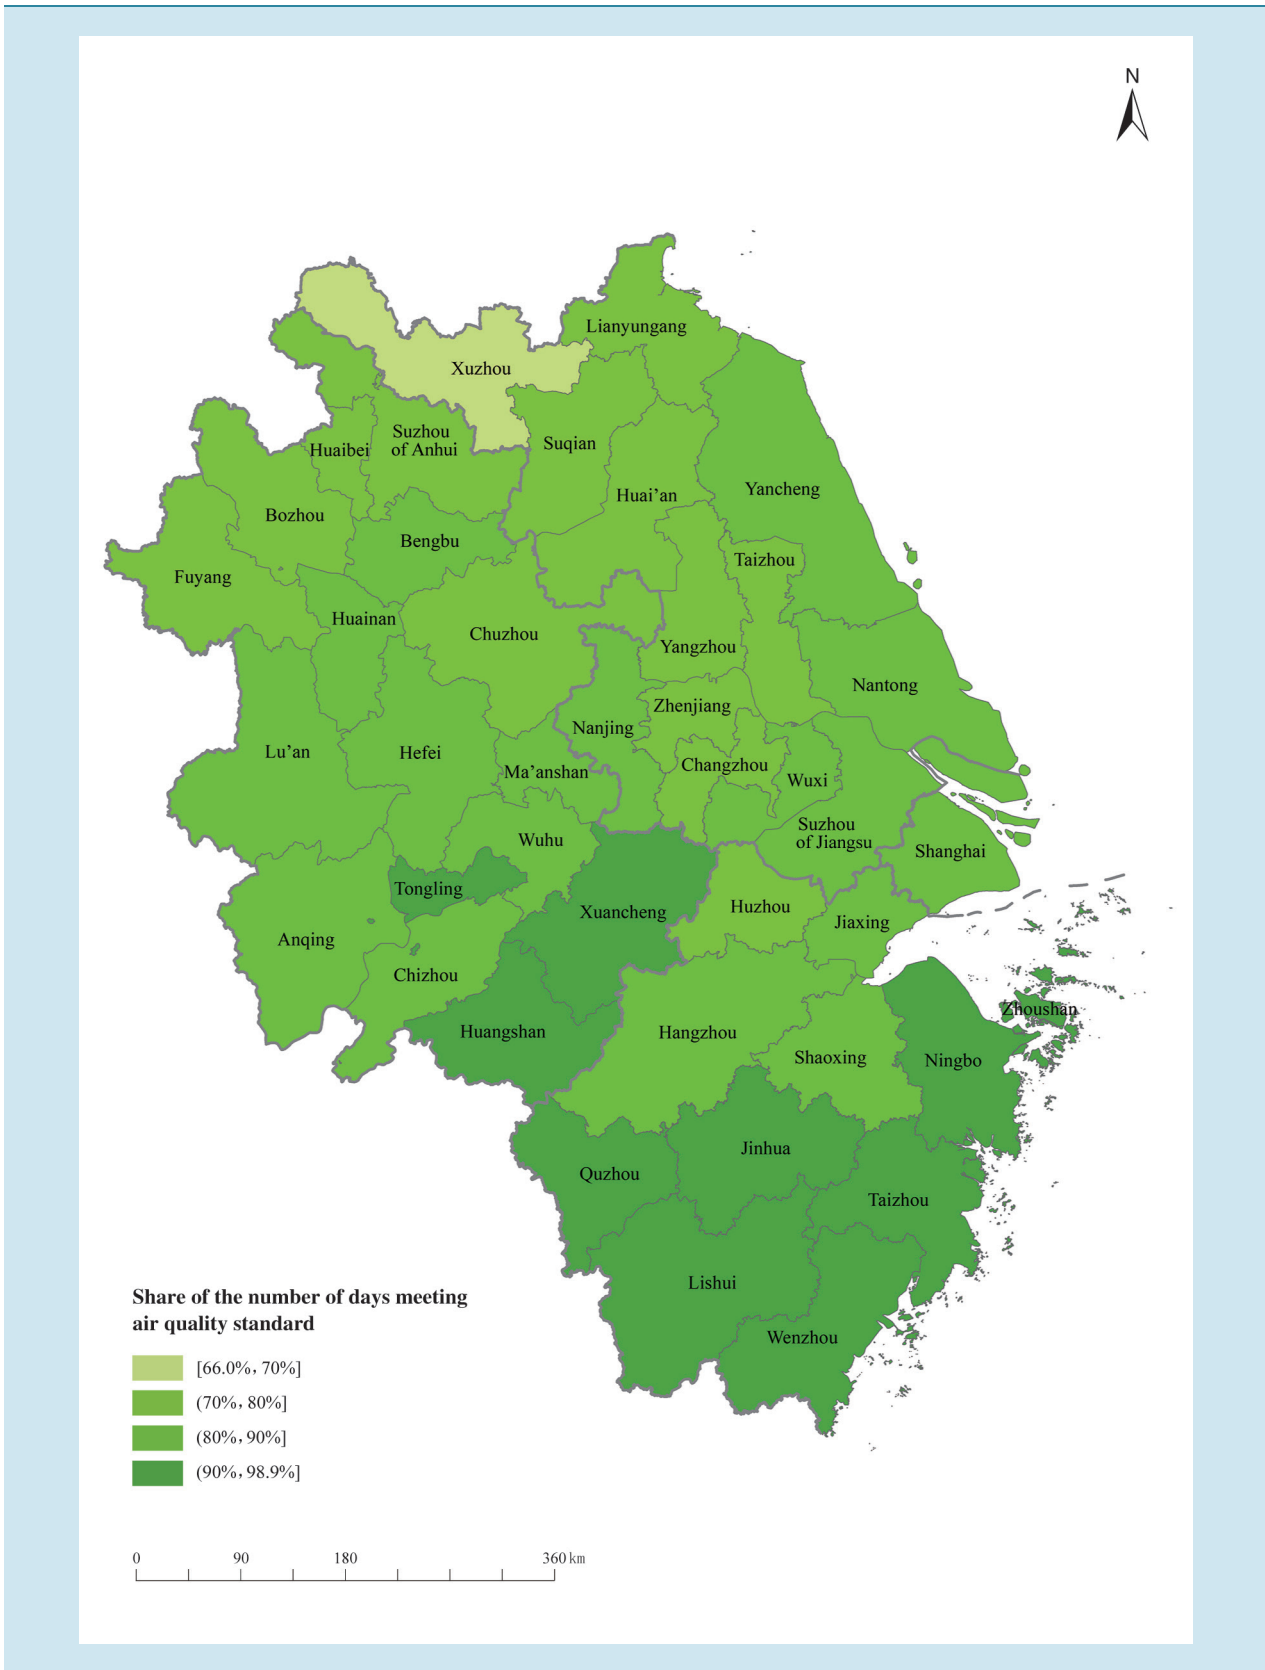 N
Lianyungang
Xuzhou
Suzhou
of Anhui
Huaibei
Suqian
Yancheng
Huai’an
Bozhou
Bengbu
Taizhou
Fuyang
Huainan
Chuzhou
Yangzhou
Nantong
Zhenjiang
Nanjing
Lu’an
Hefei
Changzhou
Ma’anshan
Wuxi
Suzhou
of Jiangsu
Wuhu
Shanghai
Tongling
Xuancheng
Huzhou
Jiaxing
Anqing
Chizhou
Zhoushan
Huangshan
Hangzhou
Shaoxing
Ningbo
Jinhua
Quzhou
Taizhou
Lishui
Wenzhou
Share of the number of days meeting
air quality standard
[66.0%, 70%]
(70%, 80%]
(80%, 90%]
(90%, 98.9%]
0 90 180 360 km